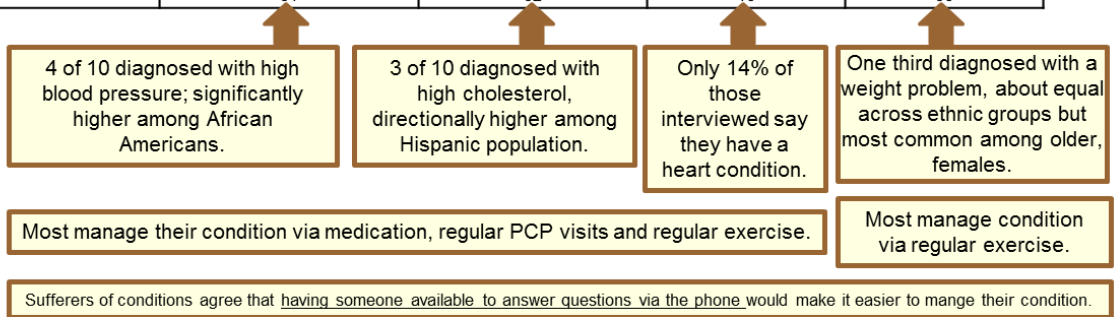 4 of 10 diagnosed with high
blood pressure; significantly
higher among African
Americans.
3 of 10 diagnosed with
high cholesterol,
directionally higher among
Hispanic population.
Only 14% of
those
interviewed say
they have a
heart condition.
One third diagnosed with a
weight problem, about equal
across ethnic groups but
most common among older,
females.
Most manage their condition via medication, regular PCP visits and regular exercise.
Most manage condition
via regular exercise.
Sufferers of conditions agree that having someone available to answer questions via the phone would make it easier to mange their condition.